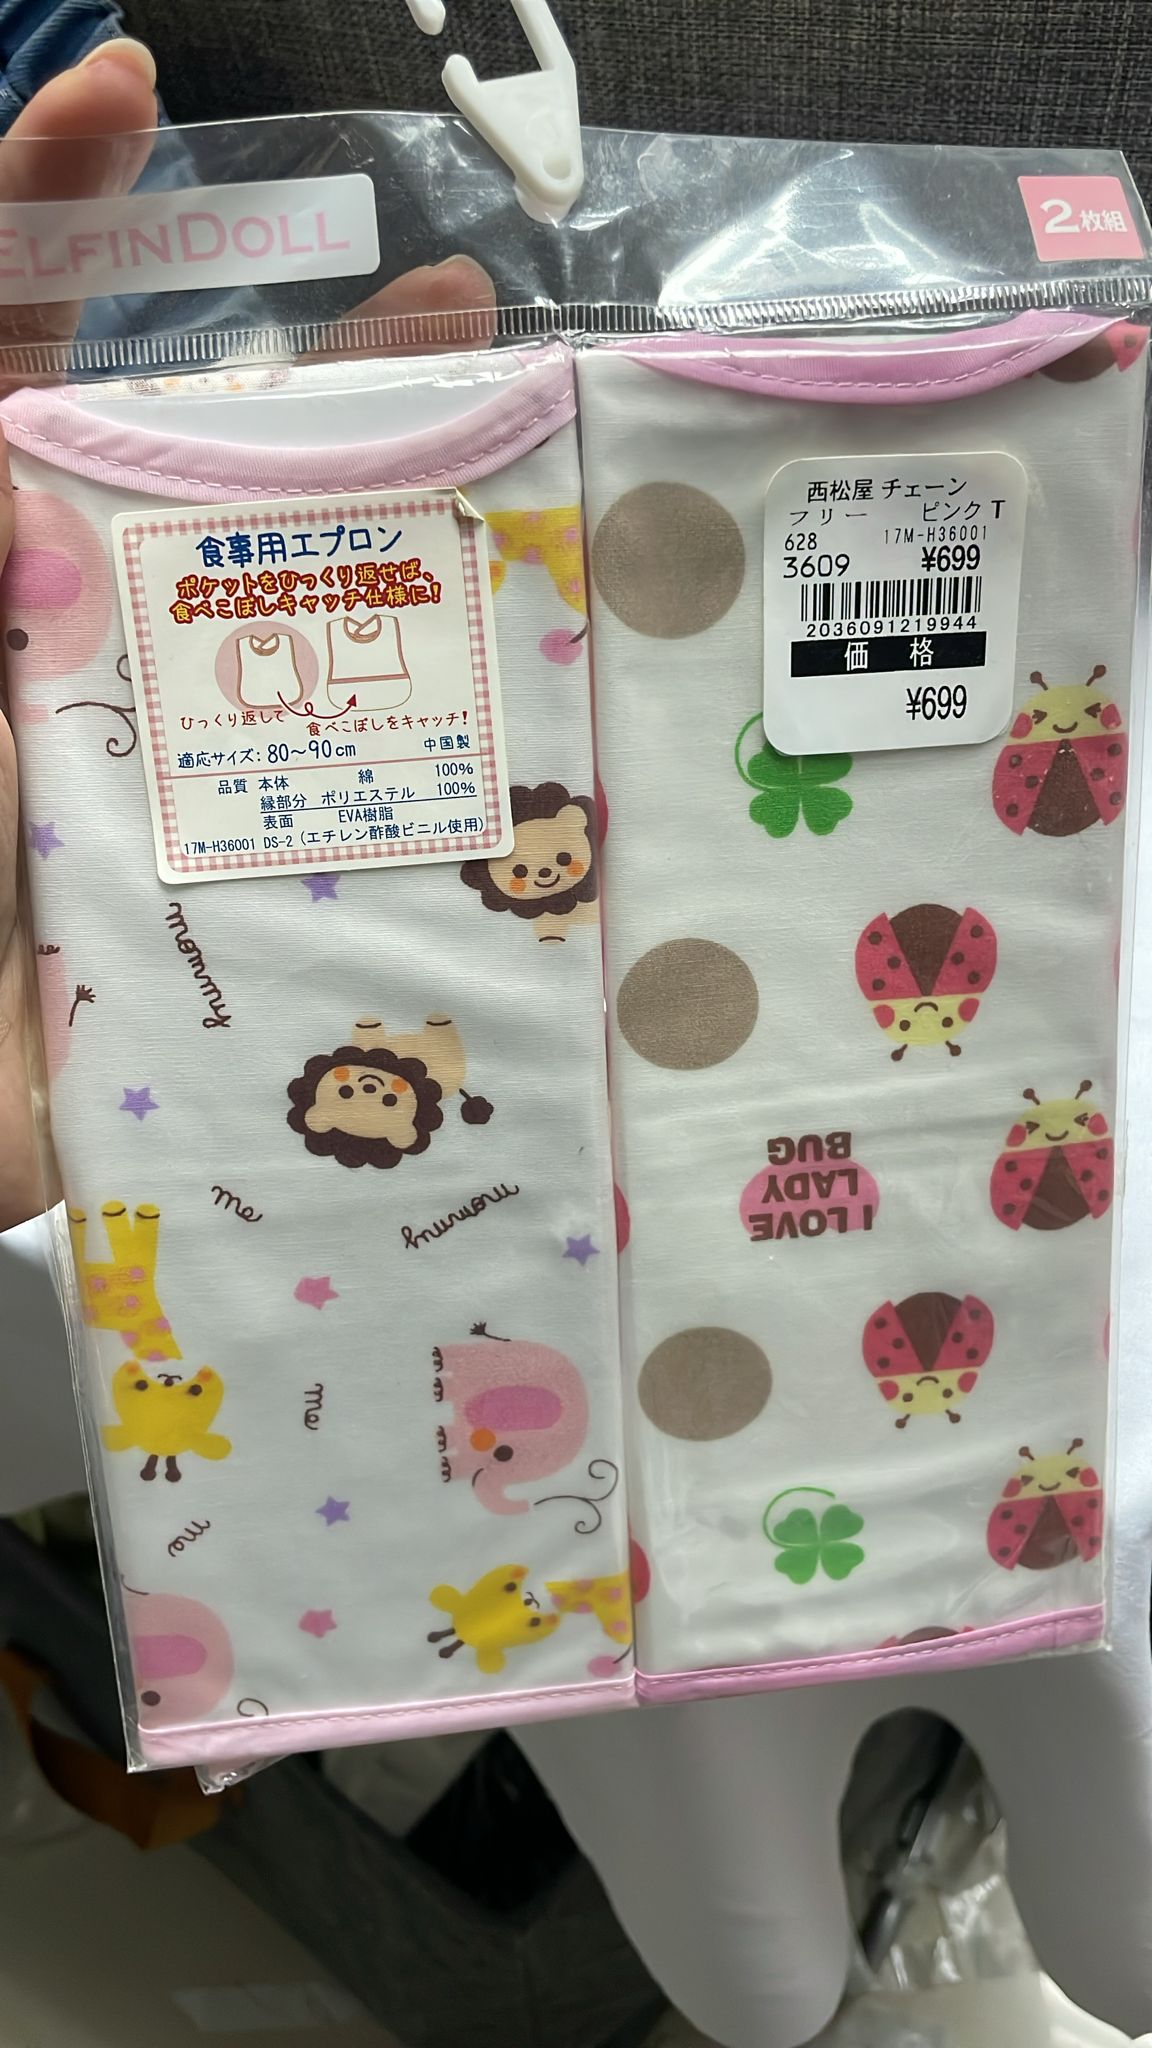 ELFINDOLL
2枚組
食事用エプロン
ポケットをひっくり返せば、
食べこぼしキャッチ仕様に!
ひっくり返して
食べこぼしをキャッチ!
適応サイズ: 80～90cm 中国製
品質 本体 綿 100%
縁部分 ポリエステル 100%
表面 EVA樹脂
17M-H36001 DS-2 (エチレン酢酸ビニル使用)
西松屋 チェーン
フリー ピンク T
628 17M-H36001
3609 ¥699
2036091219944
価格
¥699
me
me
me
I LOVE
LADY
BUG